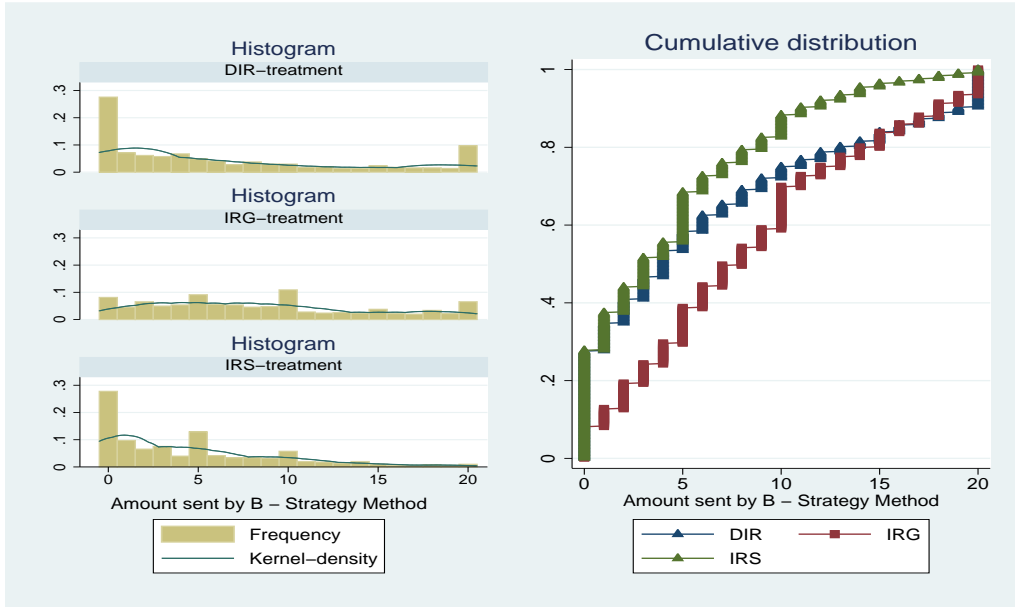 Histogram
DIR−treatment
.3
.2
.1
0
Histogram
IRG−treatment
.3
.2
.1
0
Histogram
IRS−treatment
.3
.2
.1
0
0 5 10 15 20
Amount sent by B − Strategy Method
Frequency
Kernel−density
Cumulative distribution
1
.8
.6
.4
.2
0
0 5 10 15 20
Amount sent by B − Strategy Method
DIR IRG
IRS